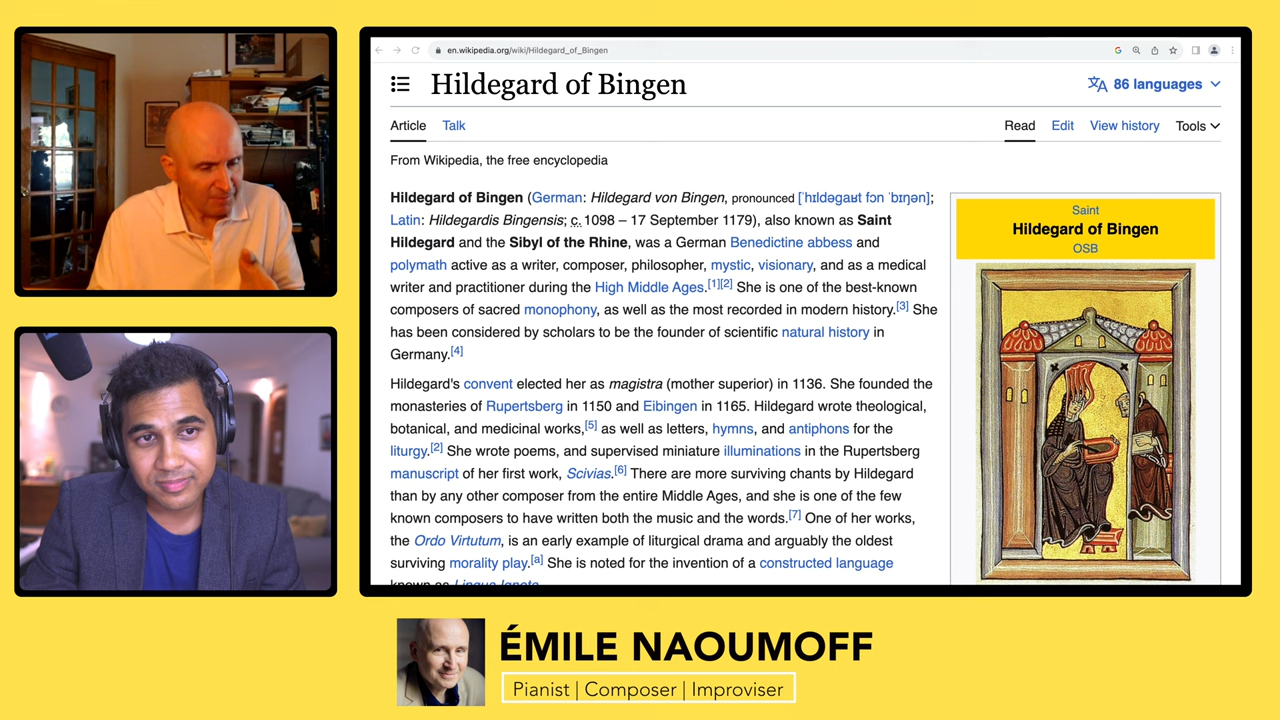 en.wikipedia.org/wiki/Hildegard_of_Bingen
Hildegard of Bingen
86 languages
Article Talk
Read Edit View history Tools
From Wikipedia, the free encyclopedia
Hildegard of Bingen (German: Hildegard von Bingen, pronounced [ˈhɪldəɡaʁt fɔn ˈbɪŋən];
Latin: Hildegardis Bingensis; c. 1098 – 17 September 1179), also known as Saint
Hildegard and the Sibyl of the Rhine, was a German Benedictine abbess and
polymath active as a writer, composer, philosopher, mystic, visionary, and as a medical
writer and practitioner during the High Middle Ages.[1][2] She is one of the best-known
composers of sacred monophony, as well as the most recorded in modern history.[3] She
has been considered by scholars to be the founder of scientific natural history in
Germany.[4]
Hildegard's convent elected her as magistra (mother superior) in 1136. She founded the
monasteries of Rupertsberg in 1150 and Eibingen in 1165. Hildegard wrote theological,
botanical, and medicinal works,[5] as well as letters, hymns, and antiphons for the
liturgy.[2] She wrote poems, and supervised miniature illuminations in the Rupertsberg
manuscript of her first work, Scivias.[6] There are more surviving chants by Hildegard
than by any other composer from the entire Middle Ages, and she is one of the few
known composers to have written both the music and the words.[7] One of her works,
the Ordo Virtutum, is an early example of liturgical drama and arguably the oldest
surviving morality play.[a] She is noted for the invention of a constructed language
known as Lingua Ignota.
Saint
Hildegard of Bingen
OSB
ÉMILE NAOUMOFF
Pianist | Composer | Improviser